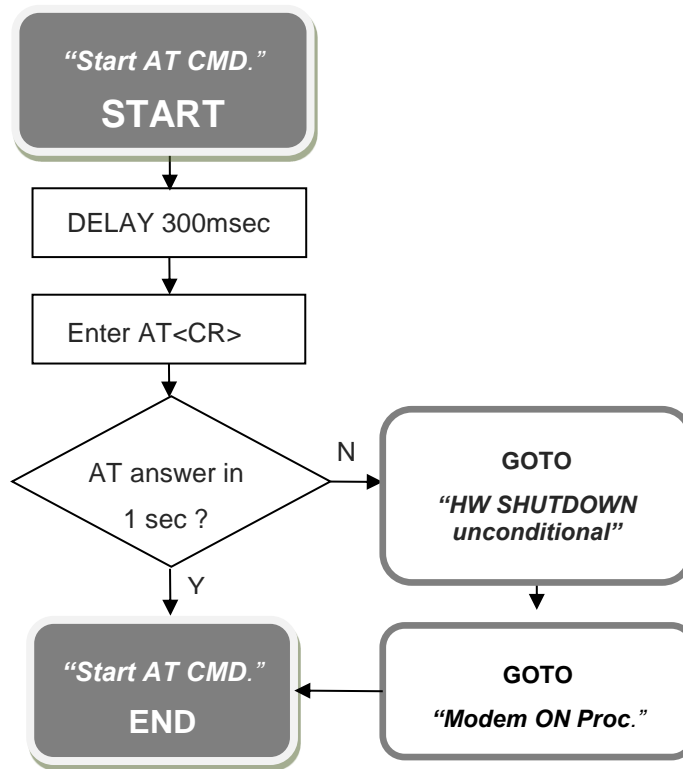 “Start AT CMD.”
START
DELAY 300msec
Enter AT<CR>
AT answer in
1 sec ?
N
GOTO
“HW SHUTDOWN
unconditional”
Y
“Start AT CMD.”
END
GOTO
“Modem ON Proc.”